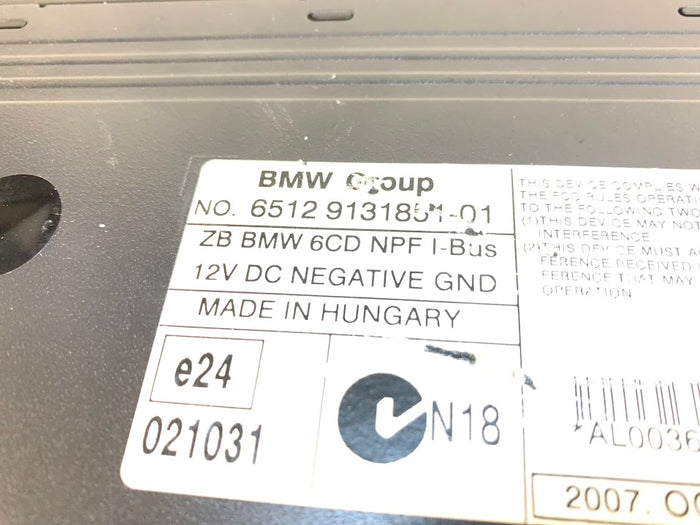 BMW Group
NO. 6512 9131851-01
ZB BMW 6CD NPF I-Bus
12V DC NEGATIVE GND
MADE IN HUNGARY
e24
021031
N18
THIS DEVICE COMPLIES
THE FCC RULES OPERATI
TO THE FOLLOWING TWO
(1)THIS DEVICE MAY NOT
INTERFERENCE
(2)THIS DEVICE MUST A
FERENCE RECEIVED
FERENCE THAT MAY
OPERATION
*AL0036
2007. O